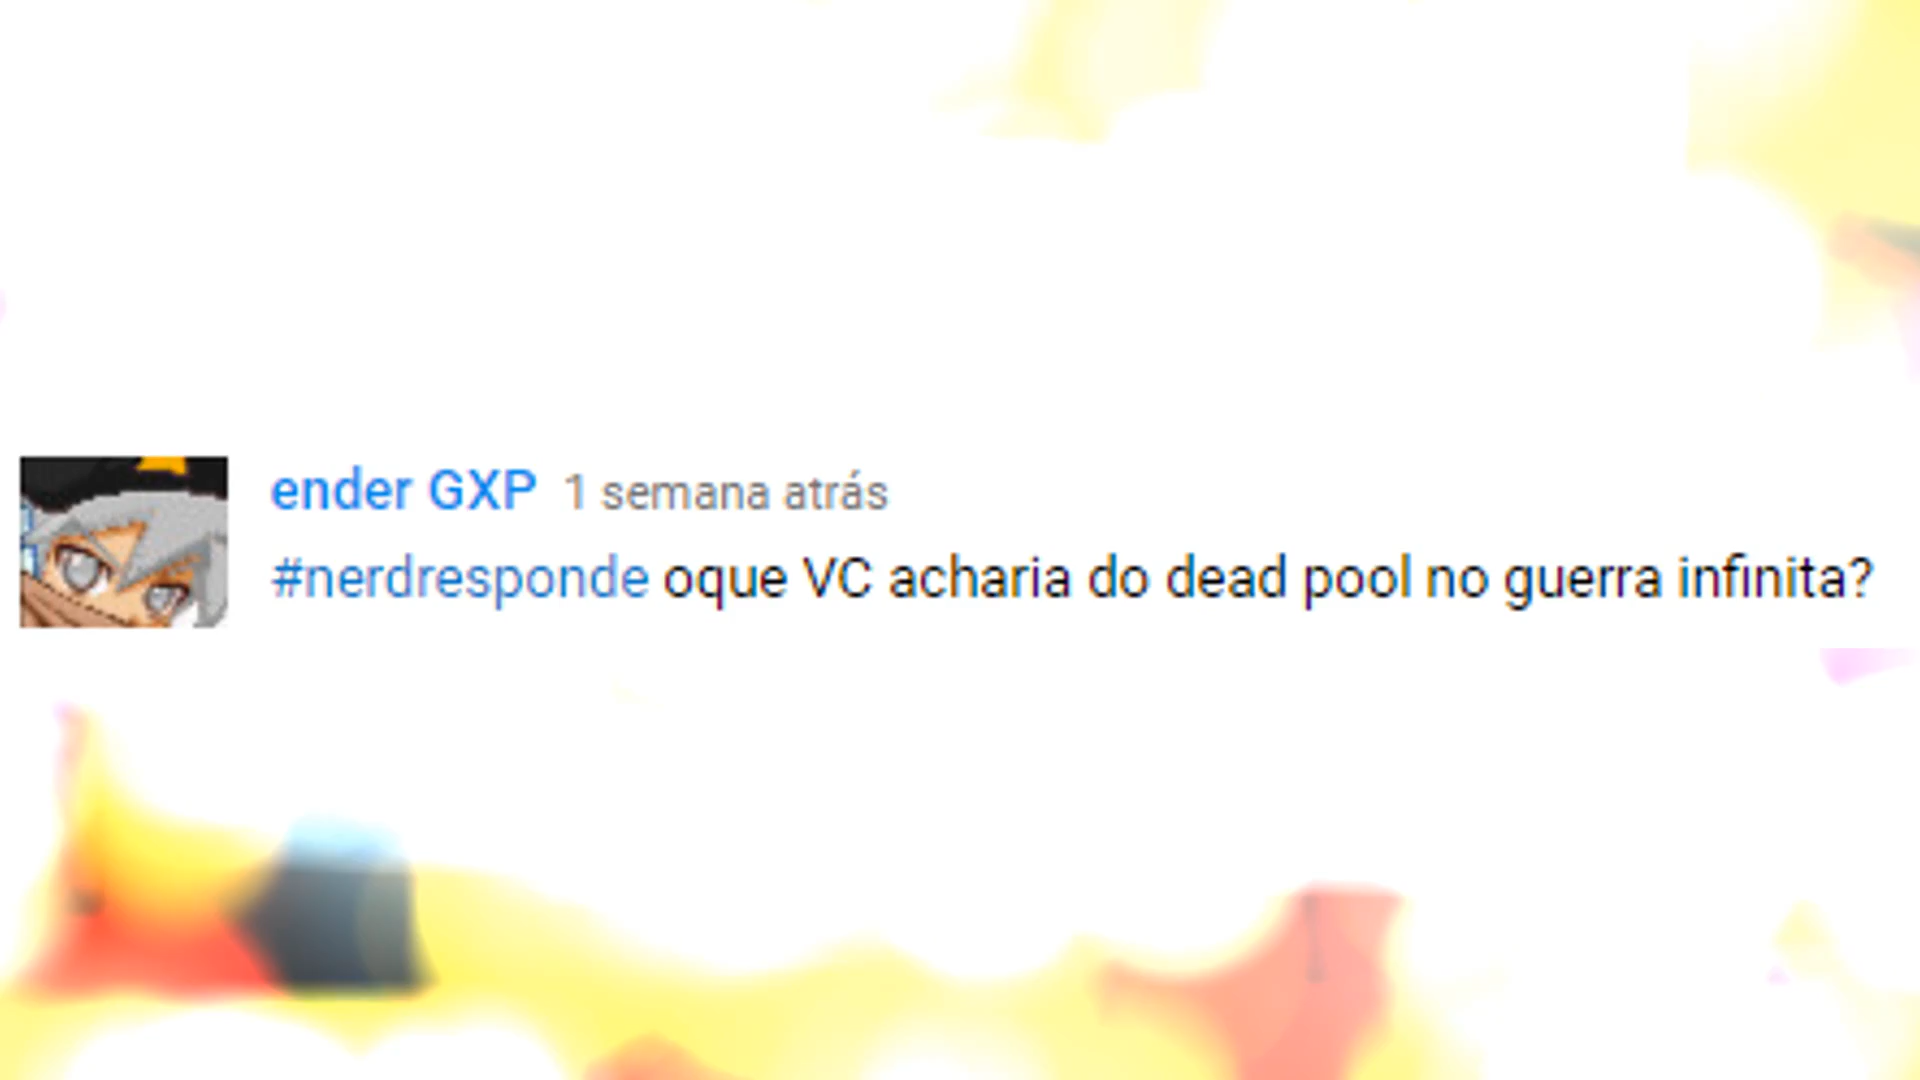 ender GXP 1 semana atrás
#nerdresponde oque VC acharia do dead pool no guerra infinita?